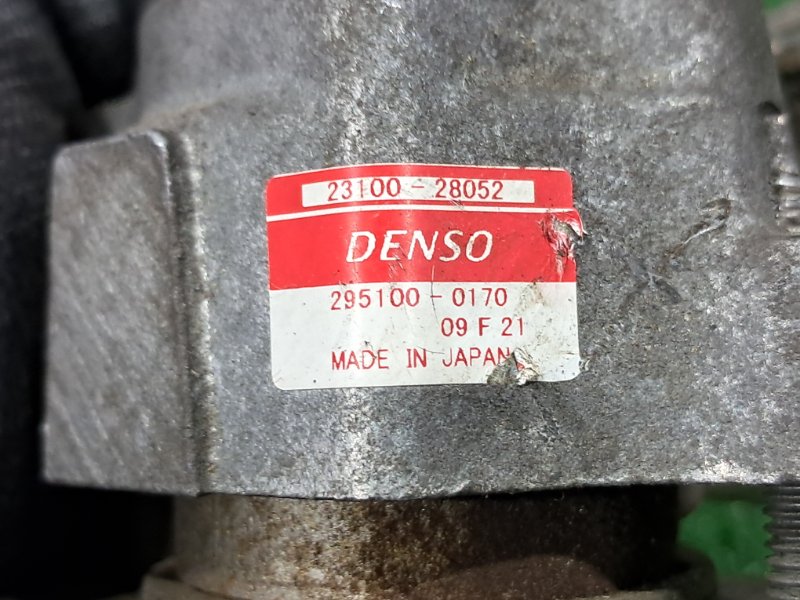 23100-28052
DENSO
295100-0170
09 F 21
MADE IN JAPAN